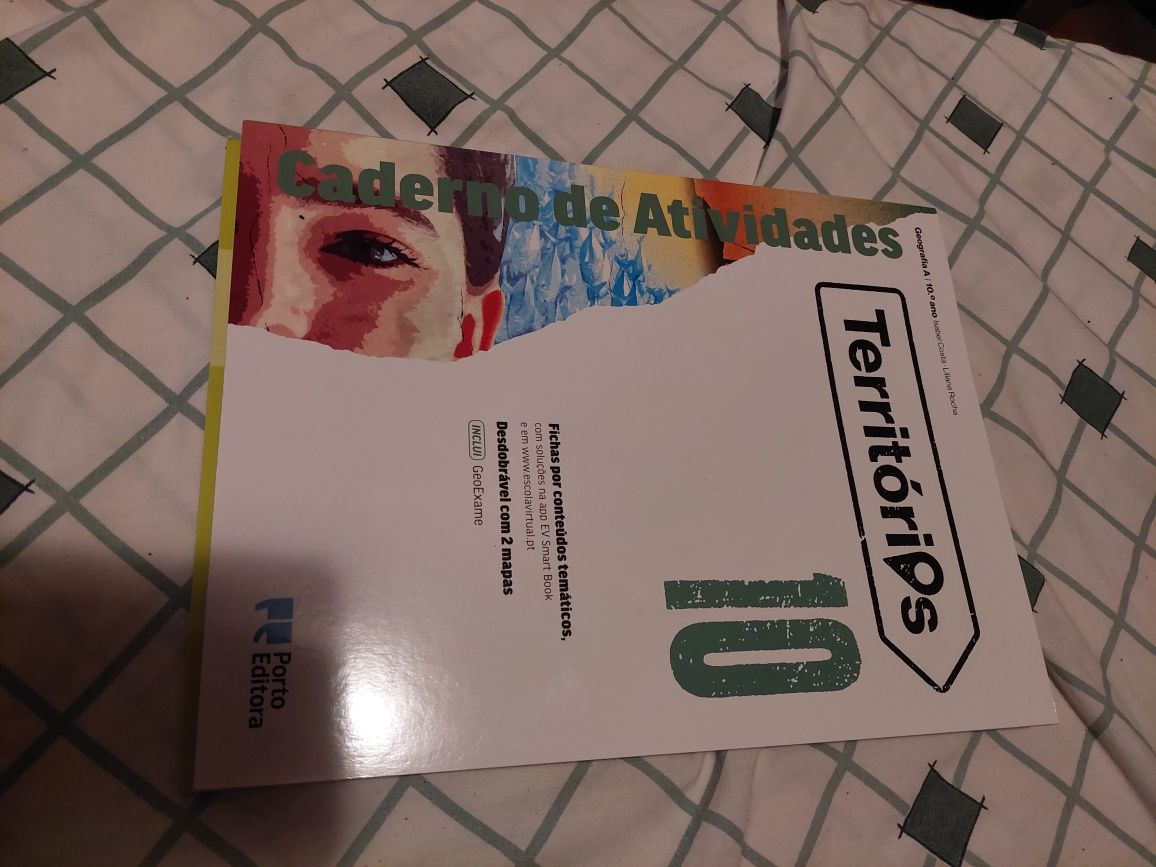 Geografia A | 10.º ano Isabel Costa · Liliana Rocha
Territórios
10
Caderno de Atividades
Fichas por conteúdos temáticos,
com soluções na app EV Smart Book
e em www.escolavirtual.pt
Desdobrável com 2 mapas
INCLUI GeoExame
Porto
Editora